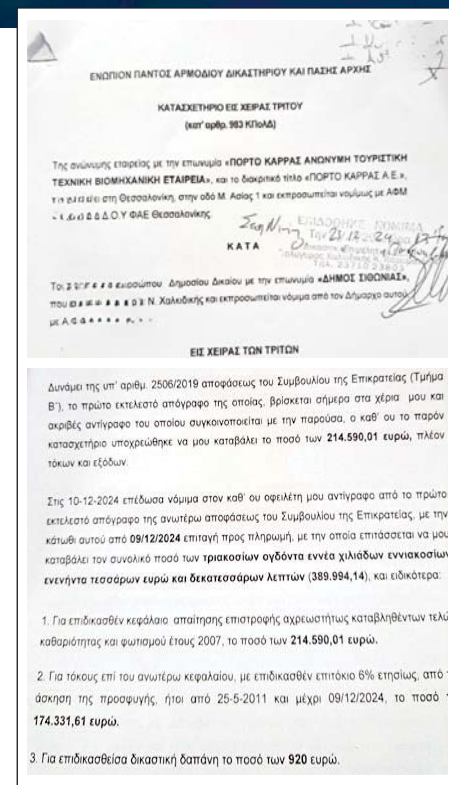 ΕΝΩΠΙΟΝ ΠΑΝΤΟΣ ΑΡΜΟΔΙΟΥ ΔΙΚΑΣΤΗΡΙΟΥ ΚΑΙ ΠΑΣΗΣ ΑΡΧΗΣ
ΚΑΤΑΣΧΕΤΗΡΙΟ ΕΙΣ ΧΕΙΡΑΣ ΤΡΙΤΟΥ
(κατ' αρθρ. 983 ΚΠολΔ)
Της ανώνυμης εταιρείας με την επωνυμία «ΠΟΡΤΟ ΚΑΡΡΑΣ ΑΝΩΝΥΜΗ ΤΟΥΡΙΣΤΙΚΗ
ΤΕΧΝΙΚΗ ΒΙΟΜΗΧΑΝΙΚΗ ΕΤΑΙΡΕΙΑ», και το διακριτικό τίτλο «ΠΟΡΤΟ ΚΑΡΡΑΣ Α.Ε.»,
στη Θεσσαλονίκη, στην οδό Μ. Ασίας 1 και εκπροσωπείται νομίμως με ΑΦΜ
Δ.Ο.Υ ΦΑΕ Θεσσαλονίκης.
ΕΠΙΔΟΘΗΚΕ ΝΟΜΙΜΑ
Την 23/12/24
ΚΑΤΑ
Του Δημοσίου Δικαίου με την επωνυμία «ΔΗΜΟΣ ΣΙΘΩΝΙΑΣ»,
που Ν. Χαλκιδικής και εκπροσωπείται νόμιμα από τον Δήμαρχο αυτού
με
ΕΙΣ ΧΕΙΡΑΣ ΤΩΝ ΤΡΙΤΩΝ
Δυνάμει της υπ' αριθμ. 2506/2019 αποφάσεως του Συμβουλίου της Επικρατείας (Τμήμα
Β΄), το πρώτο εκτελεστό απόγραφο της οποίας, βρίσκεται σήμερα στα χέρια μου και
ακριβές αντίγραφο του οποίου συγκοινοποιείται με την παρούσα, ο καθ' ου το παρόν
κατασχετήριο υποχρεώθηκε να μου καταβάλει το ποσό των 214.590,01 ευρώ, πλέον
τόκων και εξόδων.
Στις 10-12-2024 επέδωσα νόμιμα στον καθ' ου οφειλέτη μου αντίγραφο από το πρώτο
εκτελεστό απόγραφο της ανωτέρω αποφάσεως του Συμβουλίου της Επικρατείας, με την
κάτωθι αυτού από 09/12/2024 επιταγή προς πληρωμή, με την οποία επιτάσσεται να μου
καταβάλει τον συνολικό ποσό των τριακοσίων ογδόντα εννέα χιλιάδων εννιακοσίων
ενενήντα τεσσάρων ευρώ και δεκατεσσάρων λεπτών (389.994,14), και ειδικότερα:
1. Για επιδικασθέν κεφάλαιο απαίτησης επιστροφής αχρεωστήτως καταβληθέντων τελώ
καθαριότητας και φωτισμού έτους 2007, το ποσό των 214.590,01 ευρώ.
2. Για τόκους επί του ανωτέρω κεφαλαίου, με επιδικασθέν επιτόκιο 6% ετησίως, από
άσκηση της προσφυγής, ήτοι από 25-5-2011 και μέχρι 09/12/2024, το ποσό
174.331,61 ευρώ.
3. Για επιδικασθείσα δικαστική δαπάνη το ποσό των 920 ευρώ.